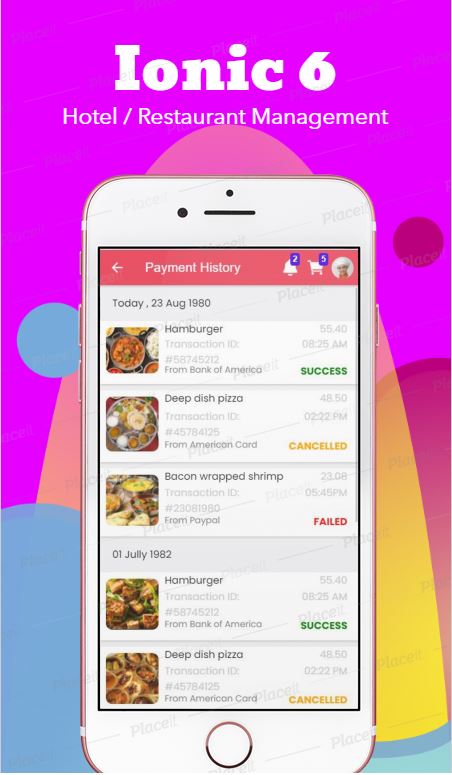 Ionic 6
Hotel / Restaurant Management
Payment History
2
5
Today , 23 Aug 1980
Hamburger 55.40
Transaction ID: 08:25 AM
#58745212
From Bank of America SUCCESS
Deep dish pizza 48.50
Transaction ID: 02:22 PM
#45784125
From American Card CANCELLED
Bacon wrapped shrimp 23.08
Transaction ID: 05:45PM
#23081980
From Paypal FAILED
01 Jully 1982
Hamburger 55.40
Transaction ID: 08:25 AM
#58745212
From Bank of America SUCCESS
Deep dish pizza 48.50
Transaction ID: 02:22 PM
#45784125
From American Card CANCELLED
Placeit